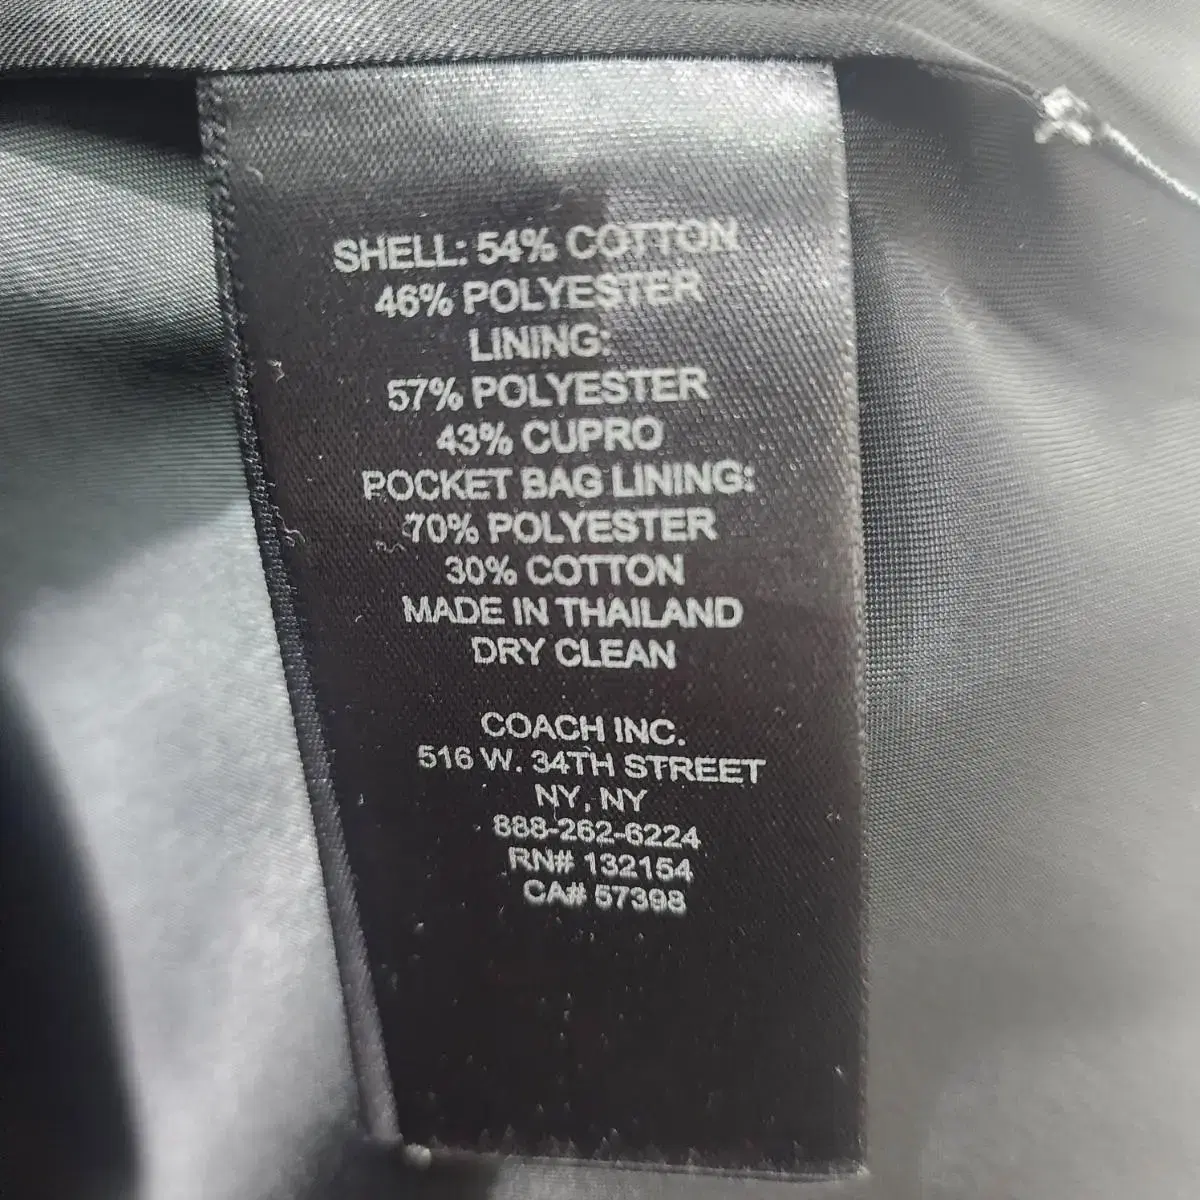 SHELL: 54% COTTON
46% POLYESTER
LINING:
57% POLYESTER
43% CUPRO
POCKET BAG LINING:
70% POLYESTER
30% COTTON
MADE IN THAILAND
DRY CLEAN
COACH INC.
516 W. 34TH STREET
NY, NY
888-262-6224
RN# 132154
CA# 57398